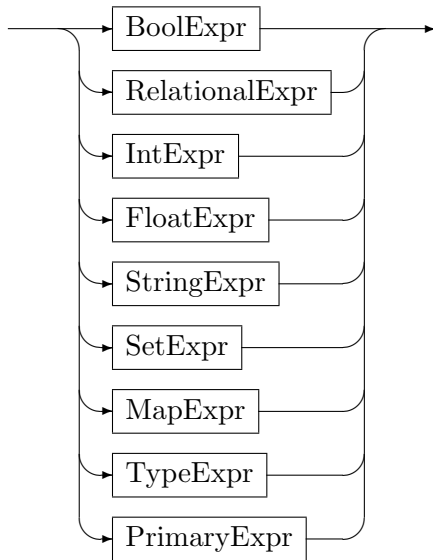 BoolExpr
RelationalExpr
IntExpr
FloatExpr
StringExpr
SetExpr
MapExpr
TypeExpr
PrimaryExpr